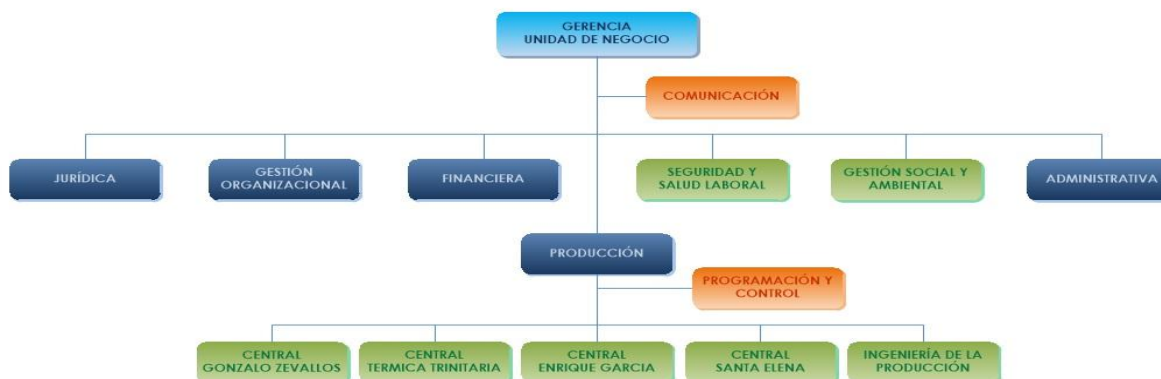 GERENCIA
UNIDAD DE NEGOCIO
COMUNICACIÓN
JURÍDICA
GESTIÓN
ORGANIZACIONAL
FINANCIERA
SEGURIDAD Y
SALUD LABORAL
GESTIÓN SOCIAL Y
AMBIENTAL
ADMINISTRATIVA
PRODUCCIÓN
PROGRAMACIÓN Y
CONTROL
CENTRAL
GONZALO ZEVALLOS
CENTRAL
TERMICA TRINITARIA
CENTRAL
ENRIQUE GARCIA
CENTRAL
SANTA ELENA
INGENIERÍA DE LA
PRODUCCIÓN